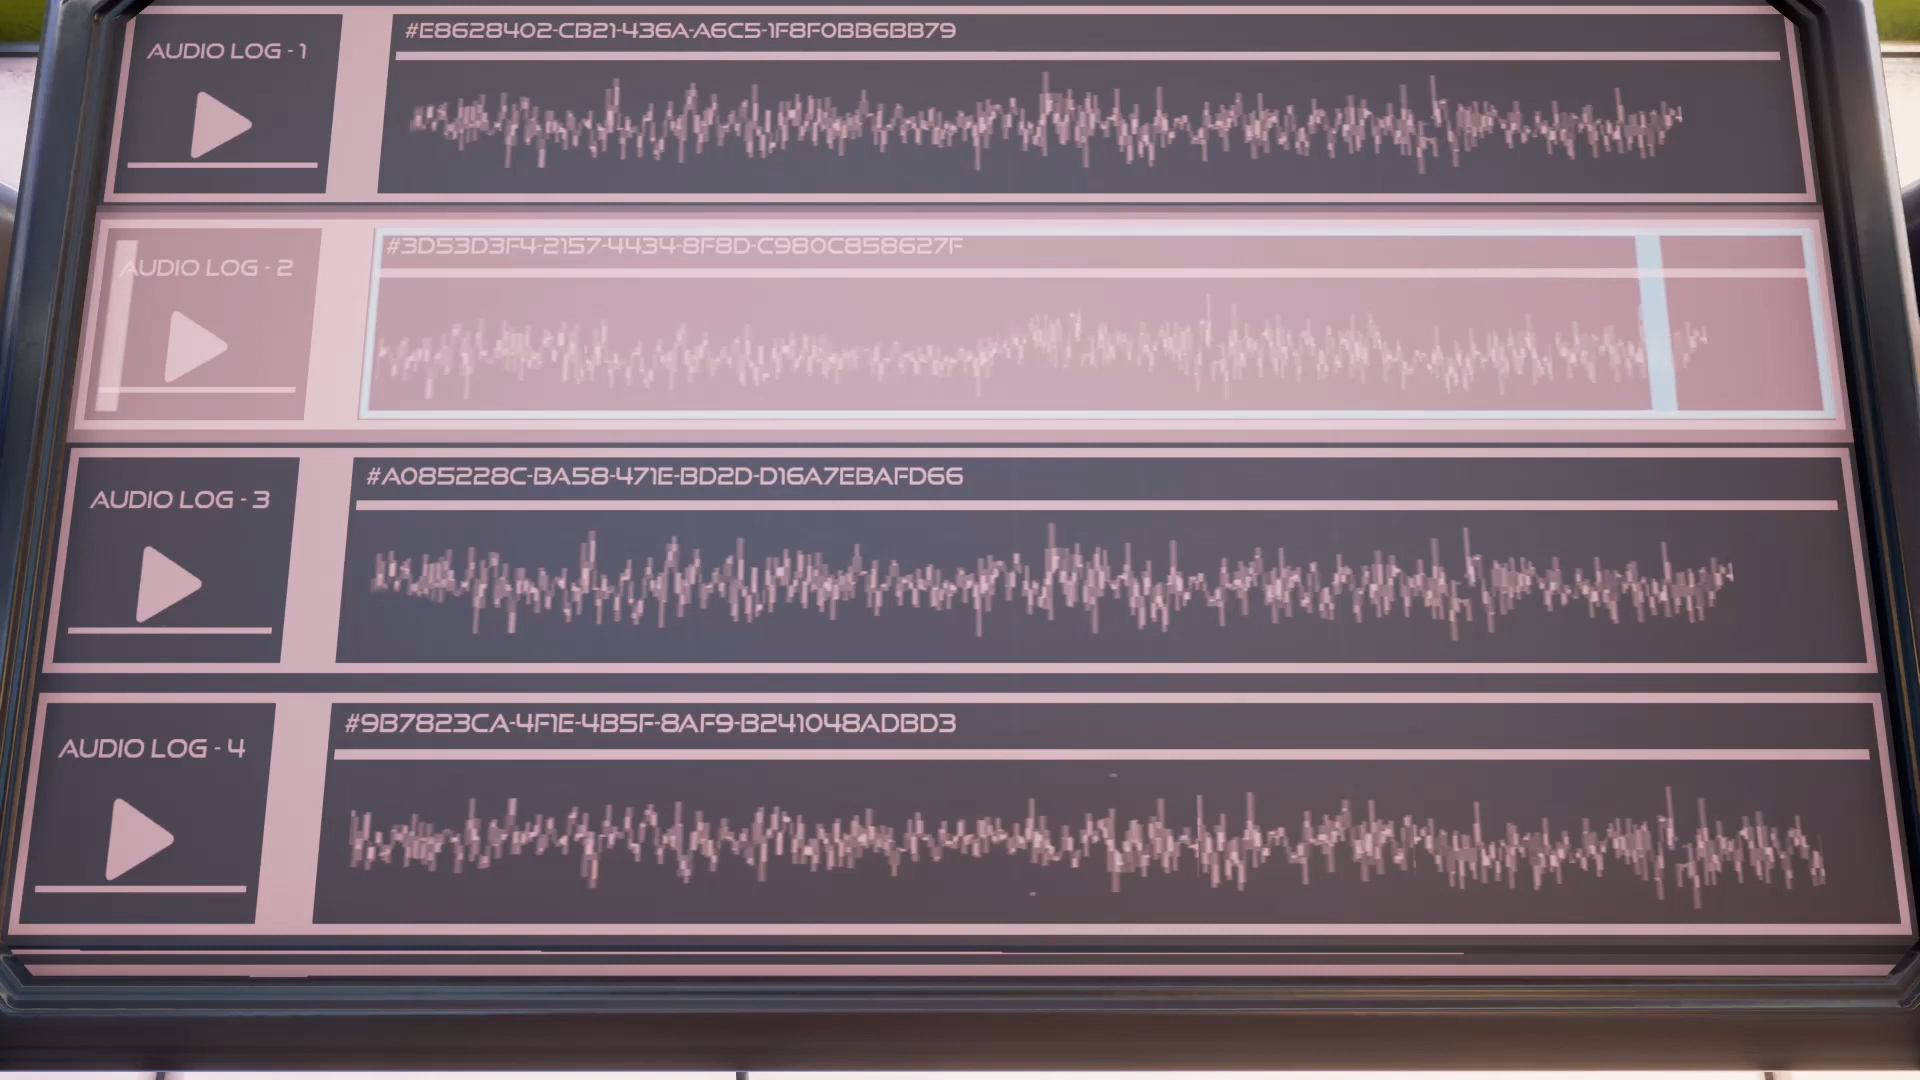 AUDIO LOG - 1
#E8628402-CB21-436A-A6C5-1F8F0BB6BB79
AUDIO LOG - 2
#3D53D3F4-2157-4434-8F8D-C980C858627F
AUDIO LOG - 3
#A085228C-BA58-471E-BD2D-D16A7EBAFD66
AUDIO LOG - 4
#9B7823CA-4F1E-4B5F-8AF9-B241048ADBD3